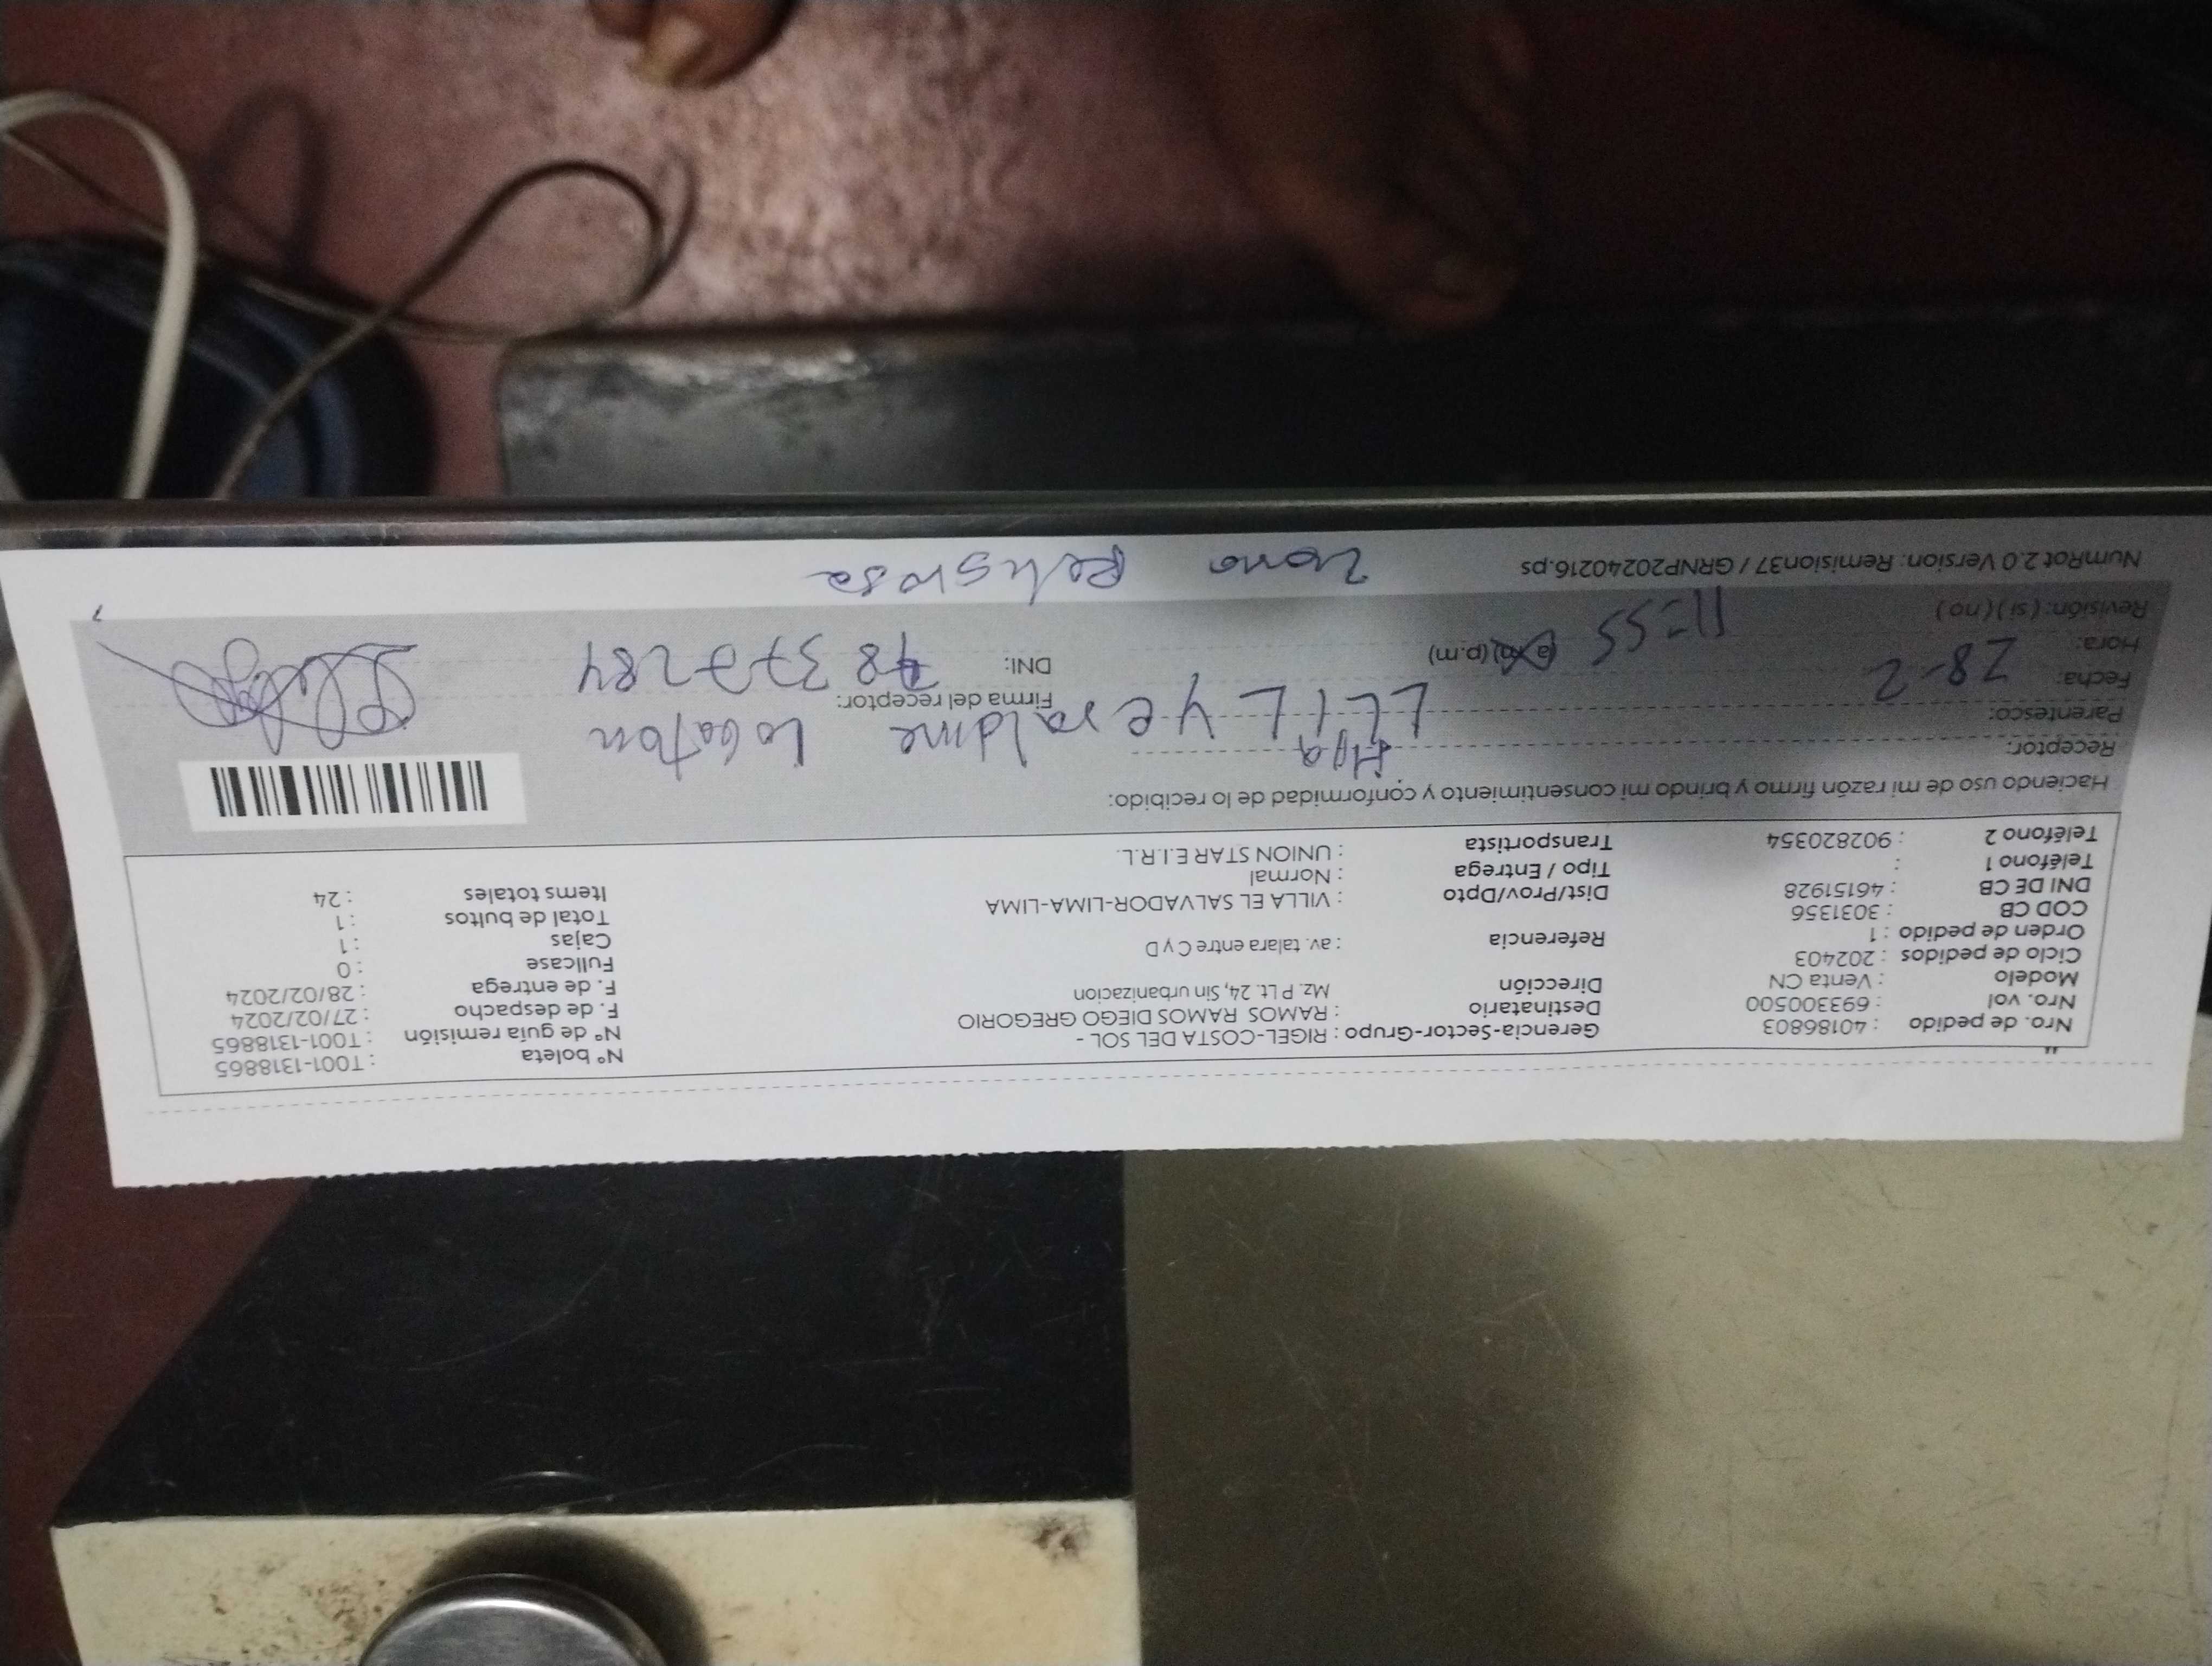 Nro. de pedido : 40186803
Nro. vol : 693300500
Modelo : Venta CN
Ciclo de pedidos : 202403
Orden de pedido : 1
COD CB : 3031356
DNI DE CB : 46151928
Teléfono 1 :
Teléfono 2 : 902820354
Gerencia-Sector-Grupo : RIGEL-COSTA DEL SOL -
Destinatario : RAMOS RAMOS DIEGO GREGORIO
Dirección Mz. P Lt. 24, Sin urbanizacion
Referencia : av. talara entre C y D
Dist/Prov/Dpto : VILLA EL SALVADOR-LIMA-LIMA
Tipo / Entrega : Normal
Transportista : UNION STAR E.I.R.L.
N° boleta : T001-1318865
N° de guía remisión : T001-1318865
F. de despacho : 27/02/2024
F. de entrega : 28/02/2024
Fullcase : 0
Cajas : 1
Total de bultos : 1
Items totales : 24
Haciendo uso de mi razón firmo y brindo mi consentimiento y conformidad de lo recibido:
Receptor: Yeraldine Lobaton
Parentesco:
Fecha: 28-2
Hora: 11-55 (a.m) (p.m)
Revisión: (si) (no)
Firma del receptor:
DNI: 78377284
NumRot 2.0 Version: Remision37 / GRNP20240216.ps
Zona Peligrosa